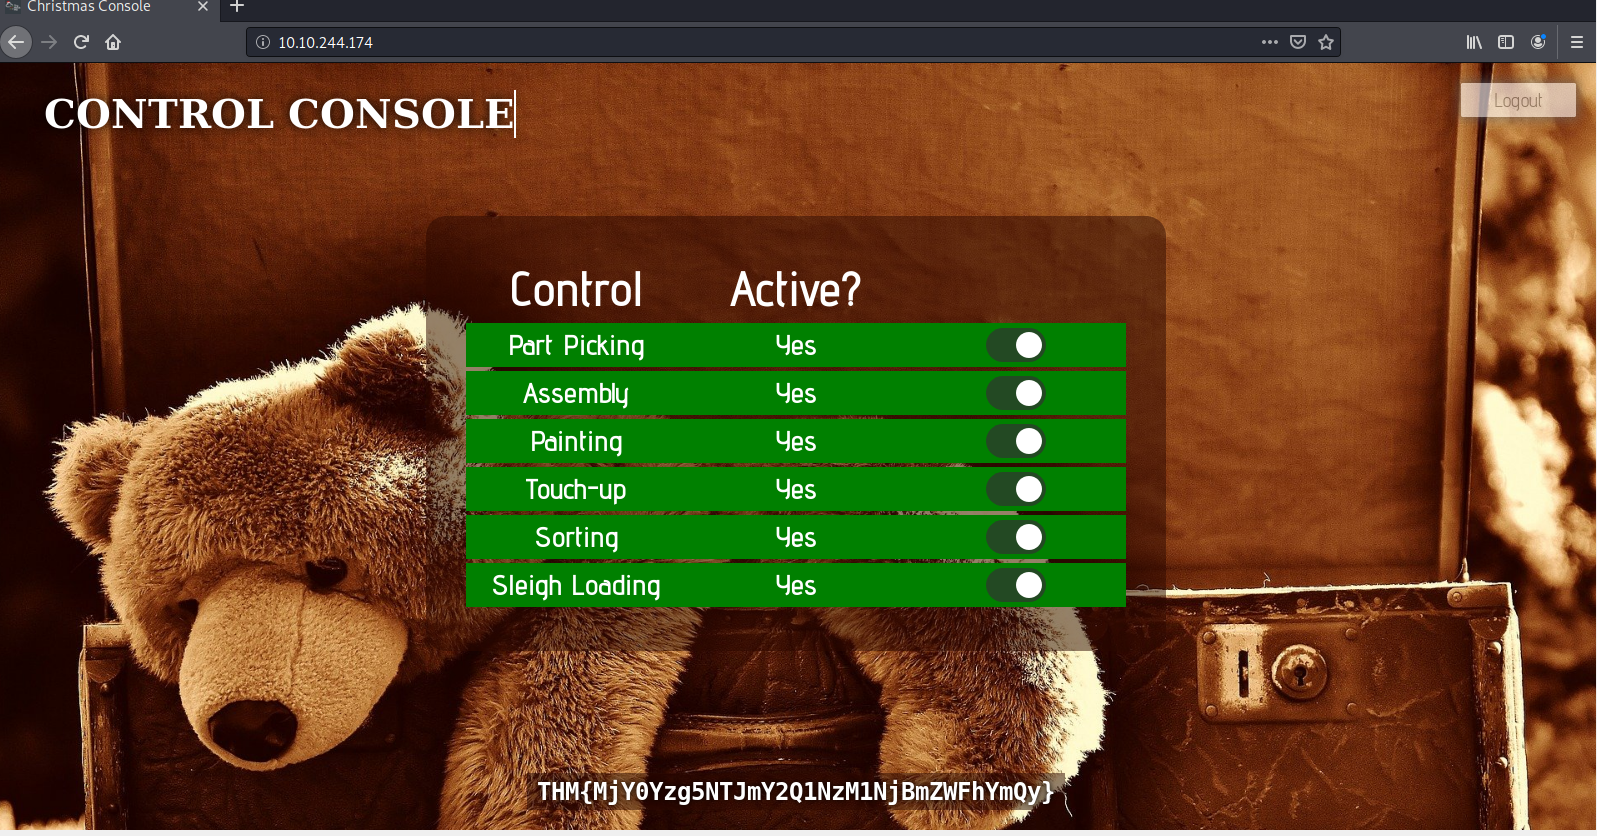 Christmas Console
10.10.244.174
CONTROL CONSOLE
Logout
Control Active?
Part Picking Yes
Assembly Yes
Painting Yes
Touch-up Yes
Sorting Yes
Sleigh Loading Yes
THM{MjY0Yzg5NTJmY2Q1NzM1NjBmZWFhYmQy}